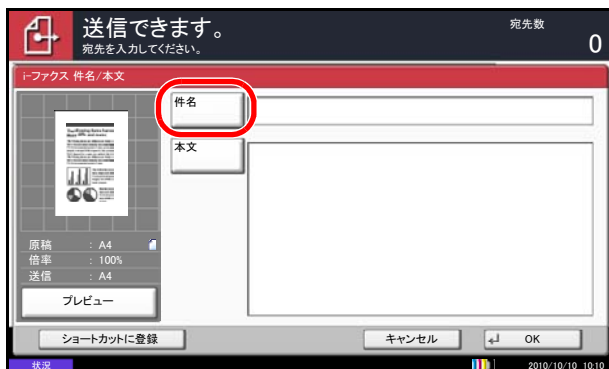 送信できます。
宛先を入力してください。
宛先数
0
i-ファクス 件名/本文
件名
本文
原稿 : A4
倍率 : 100%
送信 : A4
プレビュー
ショートカットに登録
キャンセル
OK
状況
2010/10/10 10:10